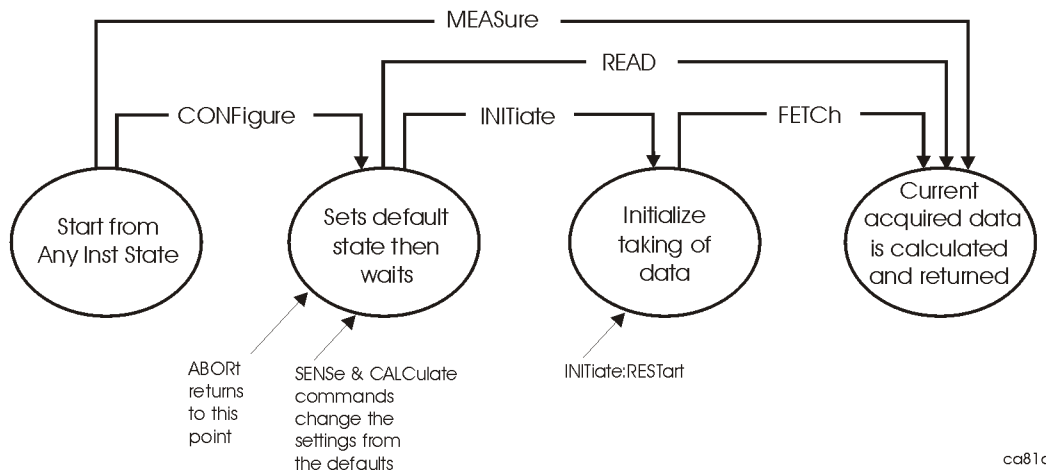 MEASure
READ
CONFigure
INITiate
FETCh
Start from
Any Inst State
Sets default
state then
waits
Initialize
taking of
data
Current
acquired data
is calculated
and returned
ABORt
returns
to this
point
SENSe & CALCulate
commands
change the
settings from
the defaults
INITiate:RESTart